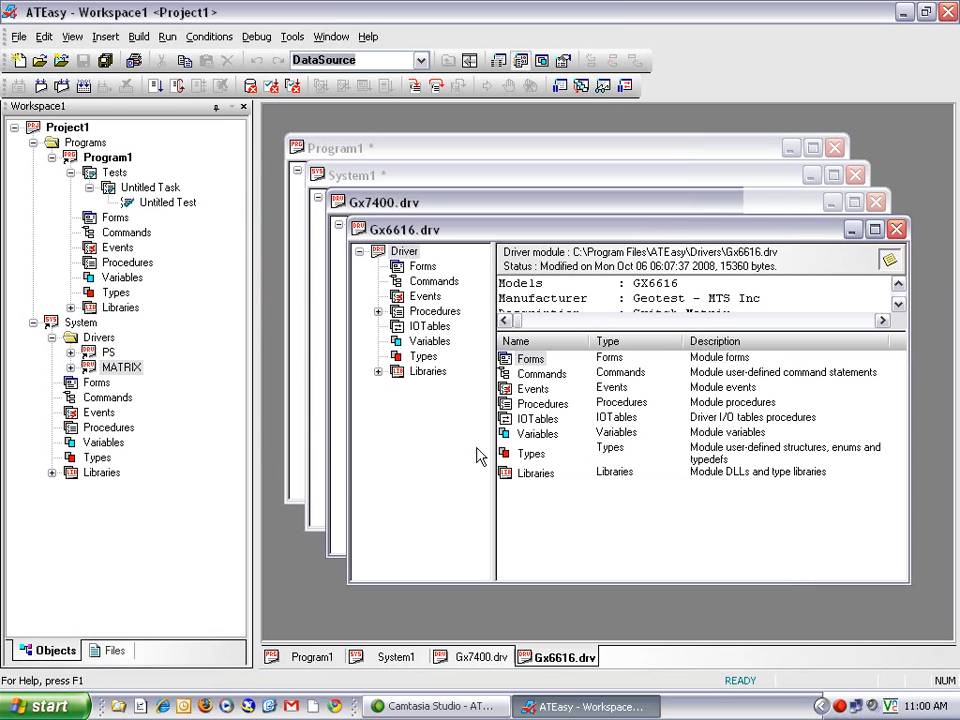 ATEasy - Workspace1 <Project1>
File Edit View Insert Build Run Conditions Debug Tools Window Help
DataSource
Workspace1
Project1
Programs
Program1
Tests
Untitled Task
Untitled Test
Forms
Commands
Events
Procedures
Variables
Types
Libraries
System
Drivers
PS
MATRIX
Forms
Commands
Events
Procedures
Variables
Types
Libraries
Objects Files
Program1 *
System1 *
Gx7400.drv
Gx6616.drv
Driver
Forms
Commands
Events
Procedures
IOTables
Variables
Types
Libraries
Driver module : C:\Program Files\ATEasy\Drivers\Gx6616.drv
Status : Modified on Mon Oct 06 06:07:37 2008, 15360 bytes.
Models : GX6616
Manufacturer : Geotest - MTS Inc
Description : Switch Matrix
Name Type Description
Forms Forms Module forms
Commands Commands Module user-defined command statements
Events Events Module events
Procedures Procedures Module procedures
IOTables IOTables Driver I/O tables procedures
Variables Variables Module variables
Types Types Module user-defined structures, enums and
typedefs
Libraries Libraries Module DLLs and type libraries
Program1 System1 Gx7400.drv Gx6616.drv
For Help, press F1 READY NUM
start Camtasia Studio - AT... ATEasy - Workspace... 11:00 AM